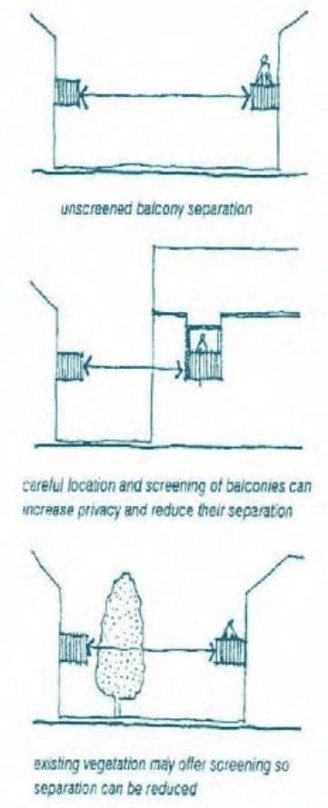 unscreened balcony separation
careful location and screening of balconies can
increase privacy and reduce their separation
existing vegetation may offer screening so
separation can be reduced